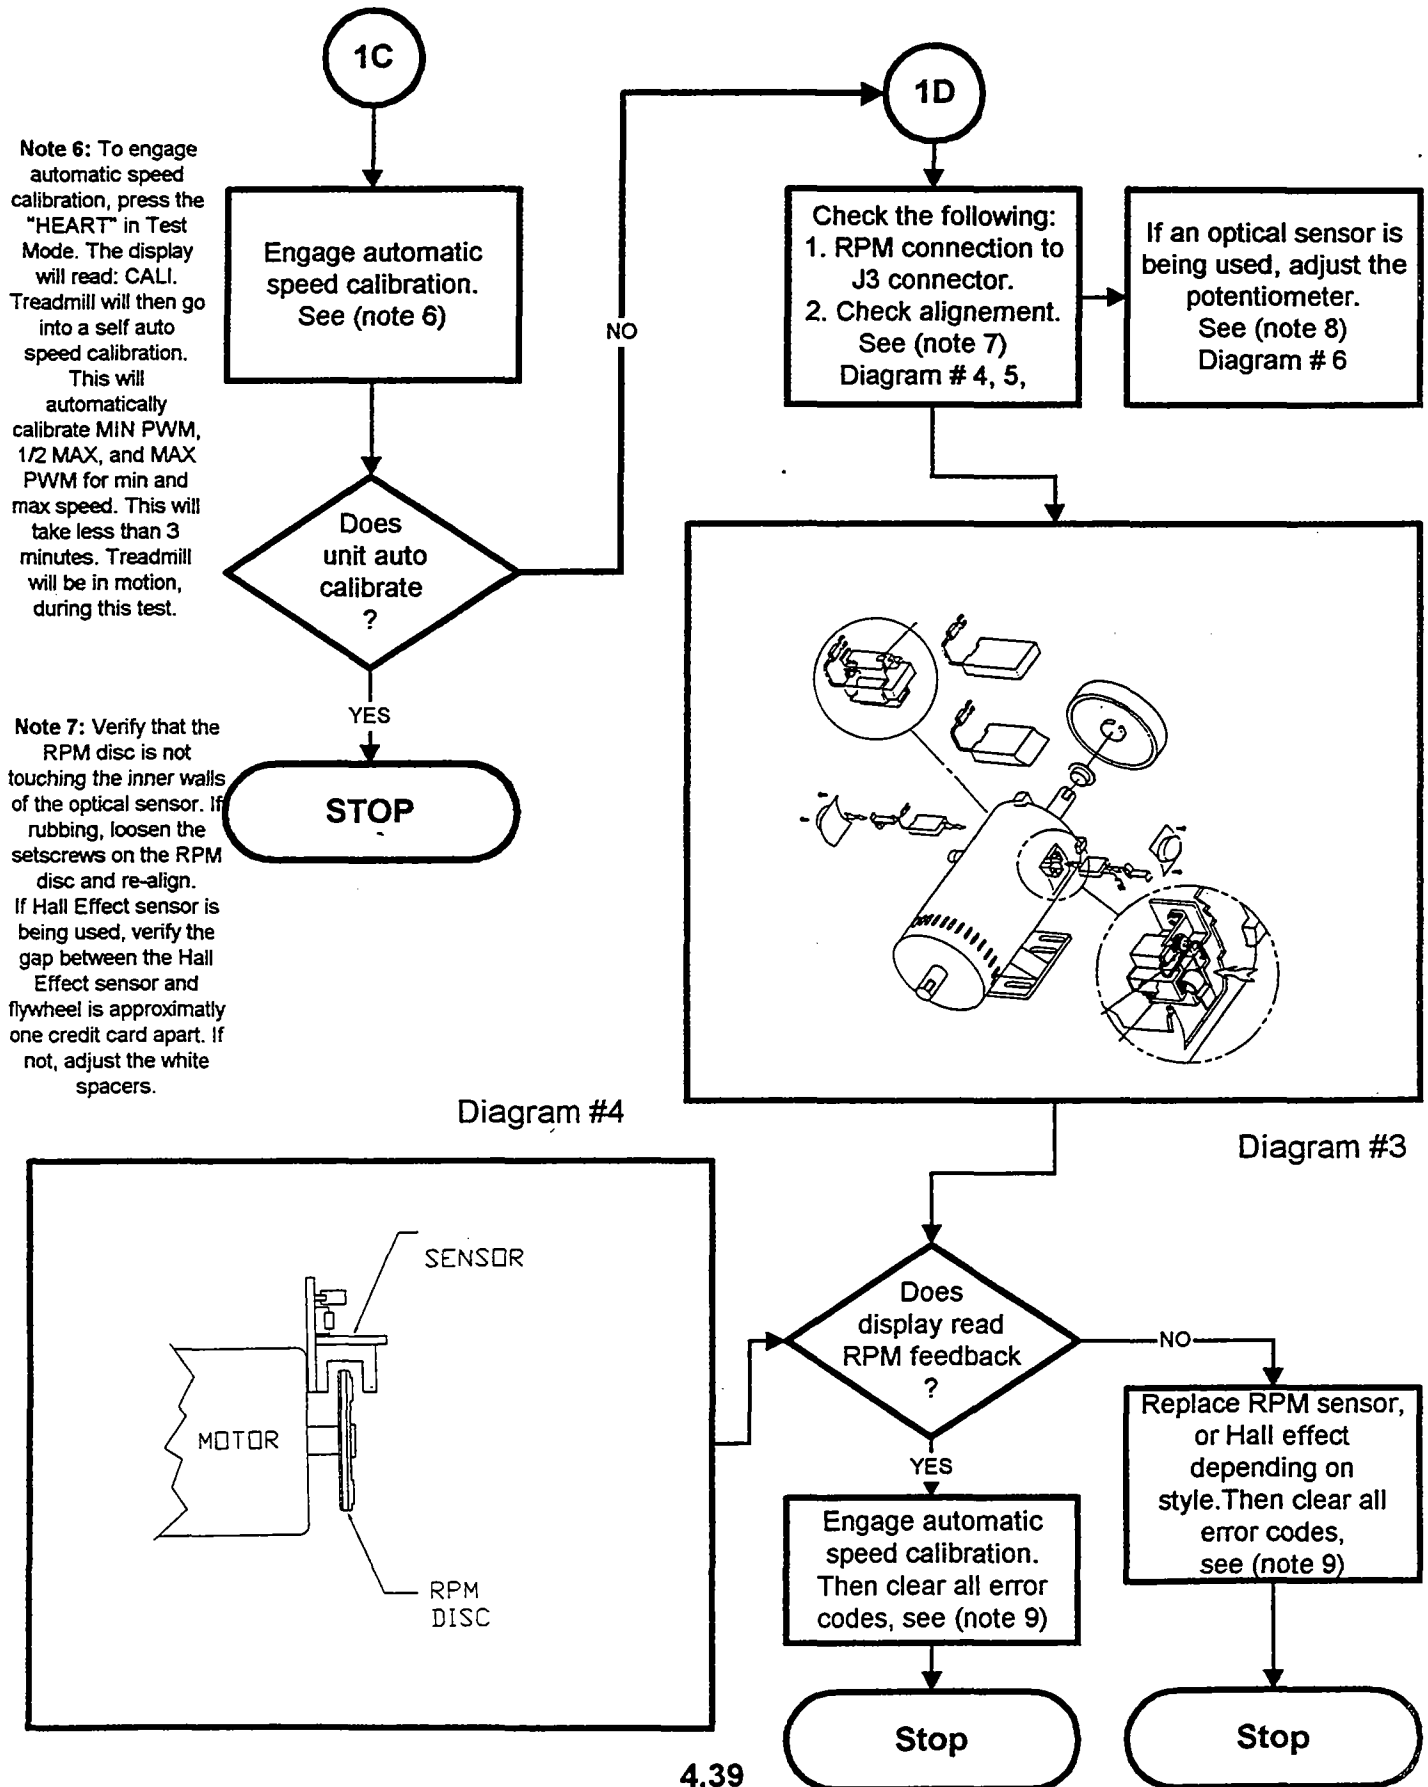 1C
1D
Note 6: To engage
automatic speed
calibration, press the
"HEART" in Test
Mode. The display
will read: CALI.
Treadmill will then go
into a self auto
speed calibration.
This will
automatically
calibrate MIN PWM,
1/2 MAX, and MAX
PWM for min and
max speed. This will
take less than 3
minutes. Treadmill
will be in motion,
during this test.
Engage automatic
speed calibration.
See (note 6)
NO
Check the following:
1. RPM connection to
J3 connector.
2. Check alignement.
See (note 7)
Diagram # 4, 5,
If an optical sensor is
being used, adjust the
potentiometer.
See (note 8)
Diagram # 6
Does
unit auto
calibrate
?
YES
STOP
Note 7: Verify that the
RPM disc is not
touching the inner walls
of the optical sensor. If
rubbing, loosen the
setscrews on the RPM
disc and re-align.
If Hall Effect sensor is
being used, verify the
gap between the Hall
Effect sensor and
flywheel is approximatly
one credit card apart. If
not, adjust the white
spacers.
Diagram #4
Diagram #3
SENSOR
MOTOR
RPM
DISC
Does
display read
RPM feedback
?
NO
YES
Replace RPM sensor,
or Hall effect
depending on
style.Then clear all
error codes,
see (note 9)
Engage automatic
speed calibration.
Then clear all error
codes, see (note 9)
Stop
Stop
4.39